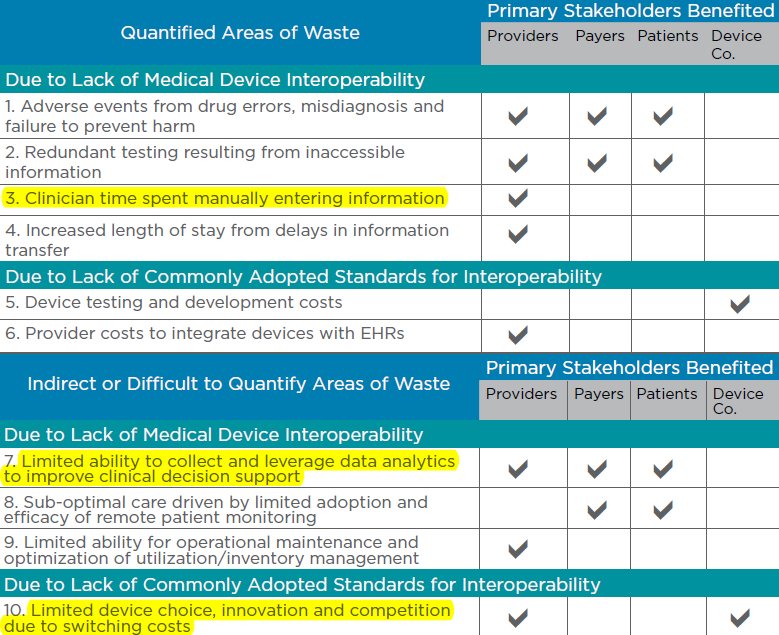 Quantified Areas of Waste
Primary Stakeholders Benefited
Providers Payers Patients Device
Co.
Due to Lack of Medical Device Interoperability
1. Adverse events from drug errors, misdiagnosis and
failure to prevent harm
2. Redundant testing resulting from inaccessible
information
3. Clinician time spent manually entering information
4. Increased length of stay from delays in information
transfer
Due to Lack of Commonly Adopted Standards for Interoperability
5. Device testing and development costs
6. Provider costs to integrate devices with EHRs
Indirect or Difficult to Quantify Areas of Waste
Primary Stakeholders Benefited
Providers Payers Patients Device
Co.
Due to Lack of Medical Device Interoperability
7. Limited ability to collect and leverage data analytics
to improve clinical decision support
8. Sub-optimal care driven by limited adoption and
efficacy of remote patient monitoring
9. Limited ability for operational maintenance and
optimization of utilization/inventory management
Due to Lack of Commonly Adopted Standards for Interoperability
10. Limited device choice, innovation and competition
due to switching costs